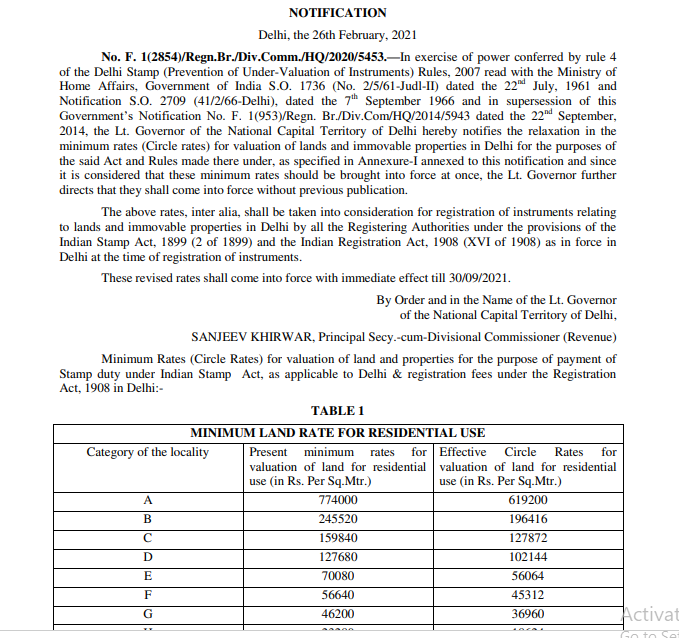 NOTIFICATION
Delhi, the 26th February, 2021
No. F. 1(2854)/Regn.Br./Div.Comm./HQ/2020/5453.—In exercise of power conferred by rule 4
of the Delhi Stamp (Prevention of Under-Valuation of Instruments) Rules, 2007 read with the Ministry of
Home Affairs, Government of India S.O. 1736 (No. 2/5/61-Judl-II) dated the 22nd July, 1961 and
Notification S.O. 2709 (41/2/66-Delhi), dated the 7th September 1966 and in supersession of this
Government's Notification No. F. 1(953)/Regn. Br./Div.Com/HQ/2014/5943 dated the 22nd September,
2014, the Lt. Governor of the National Capital Territory of Delhi hereby notifies the relaxation in the
minimum rates (Circle rates) for valuation of lands and immovable properties in Delhi for the purposes of
the said Act and Rules made there under, as specified in Annexure-I annexed to this notification and since
it is considered that these minimum rates should be brought into force at once, the Lt. Governor further
directs that they shall come into force without previous publication.
The above rates, inter alia, shall be taken into consideration for registration of instruments relating
to lands and immovable properties in Delhi by all the Registering Authorities under the provisions of the
Indian Stamp Act, 1899 (2 of 1899) and the Indian Registration Act, 1908 (XVI of 1908) as in force in
Delhi at the time of registration of instruments.
These revised rates shall come into force with immediate effect till 30/09/2021.
By Order and in the Name of the Lt. Governor
of the National Capital Territory of Delhi,
SANJEEV KHIRWAR, Principal Secy.-cum-Divisional Commissioner (Revenue)
Minimum Rates (Circle Rates) for valuation of land and properties for the purpose of payment of
Stamp duty under Indian Stamp Act, as applicable to Delhi & registration fees under the Registration
Act, 1908 in Delhi:-
TABLE 1
MINIMUM LAND RATE FOR RESIDENTIAL USE
Category of the locality Present minimum rates for Effective Circle Rates for
valuation of land for residential valuation of land for residential
use (in Rs. Per Sq.Mtr.) use (in Rs. Per Sq.Mtr.)
A 774000 619200
B 245520 196416
C 159840 127872
D 127680 102144
E 70080 56064
F 56640 45312
G 46200 36960
Activat
Go to Se